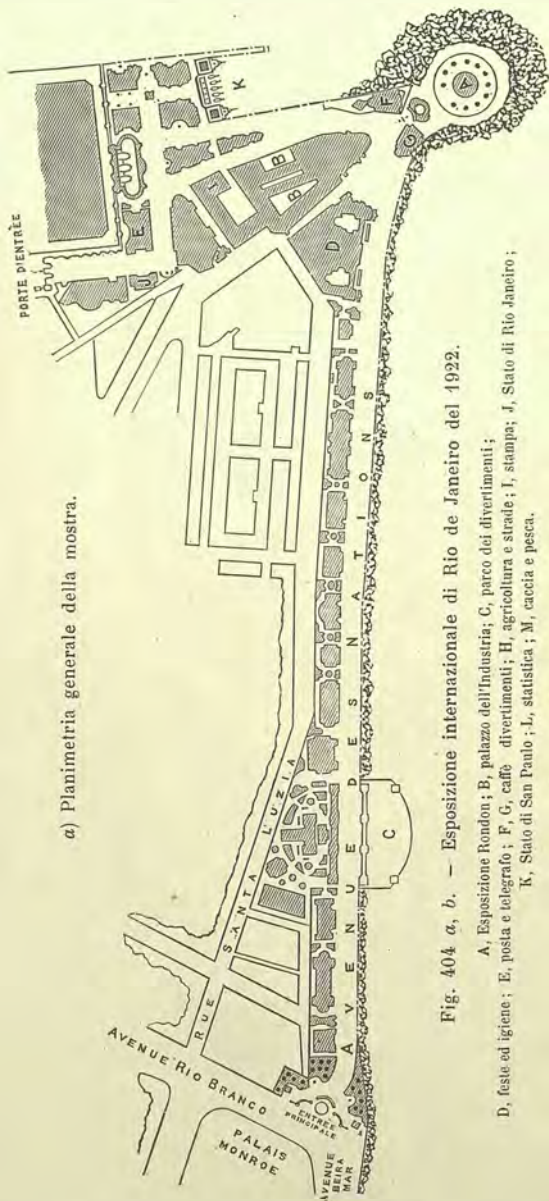 a) Planimetria generale della mostra.
PORTE D'ENTRÉE
K
E
J
I
B
B
D
F
G
A
RUE SANTA LUZIA
AVENUE DES NATIONS
C
AVENUE RIO BRANCO
PALAIS
MONROE
ENTRÉE
PRINCIPALE
AVENUE
BEIRA
MAR
Fig. 404 a, b. — Esposizione internazionale di Rio de Janeiro del 1922.
A, Esposizione Rondon; B, palazzo dell'Industria; C, parco dei divertimenti;
D, feste ed igiene; E, posta e telegrafo; F, G, caffè divertimenti; H, agricoltura e strade; I, stampa; J, Stato di Rio Janeiro;
K, Stato di San Paulo; L, statistica; M, caccia e pesca.